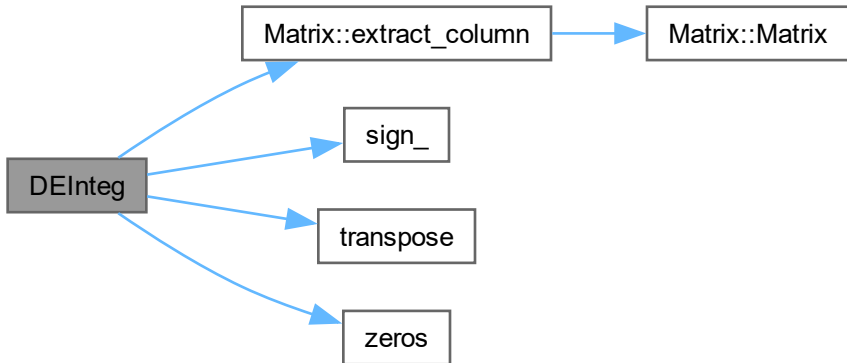 Matrix::extract_column
Matrix::Matrix
sign_
DEInteg
transpose
zeros